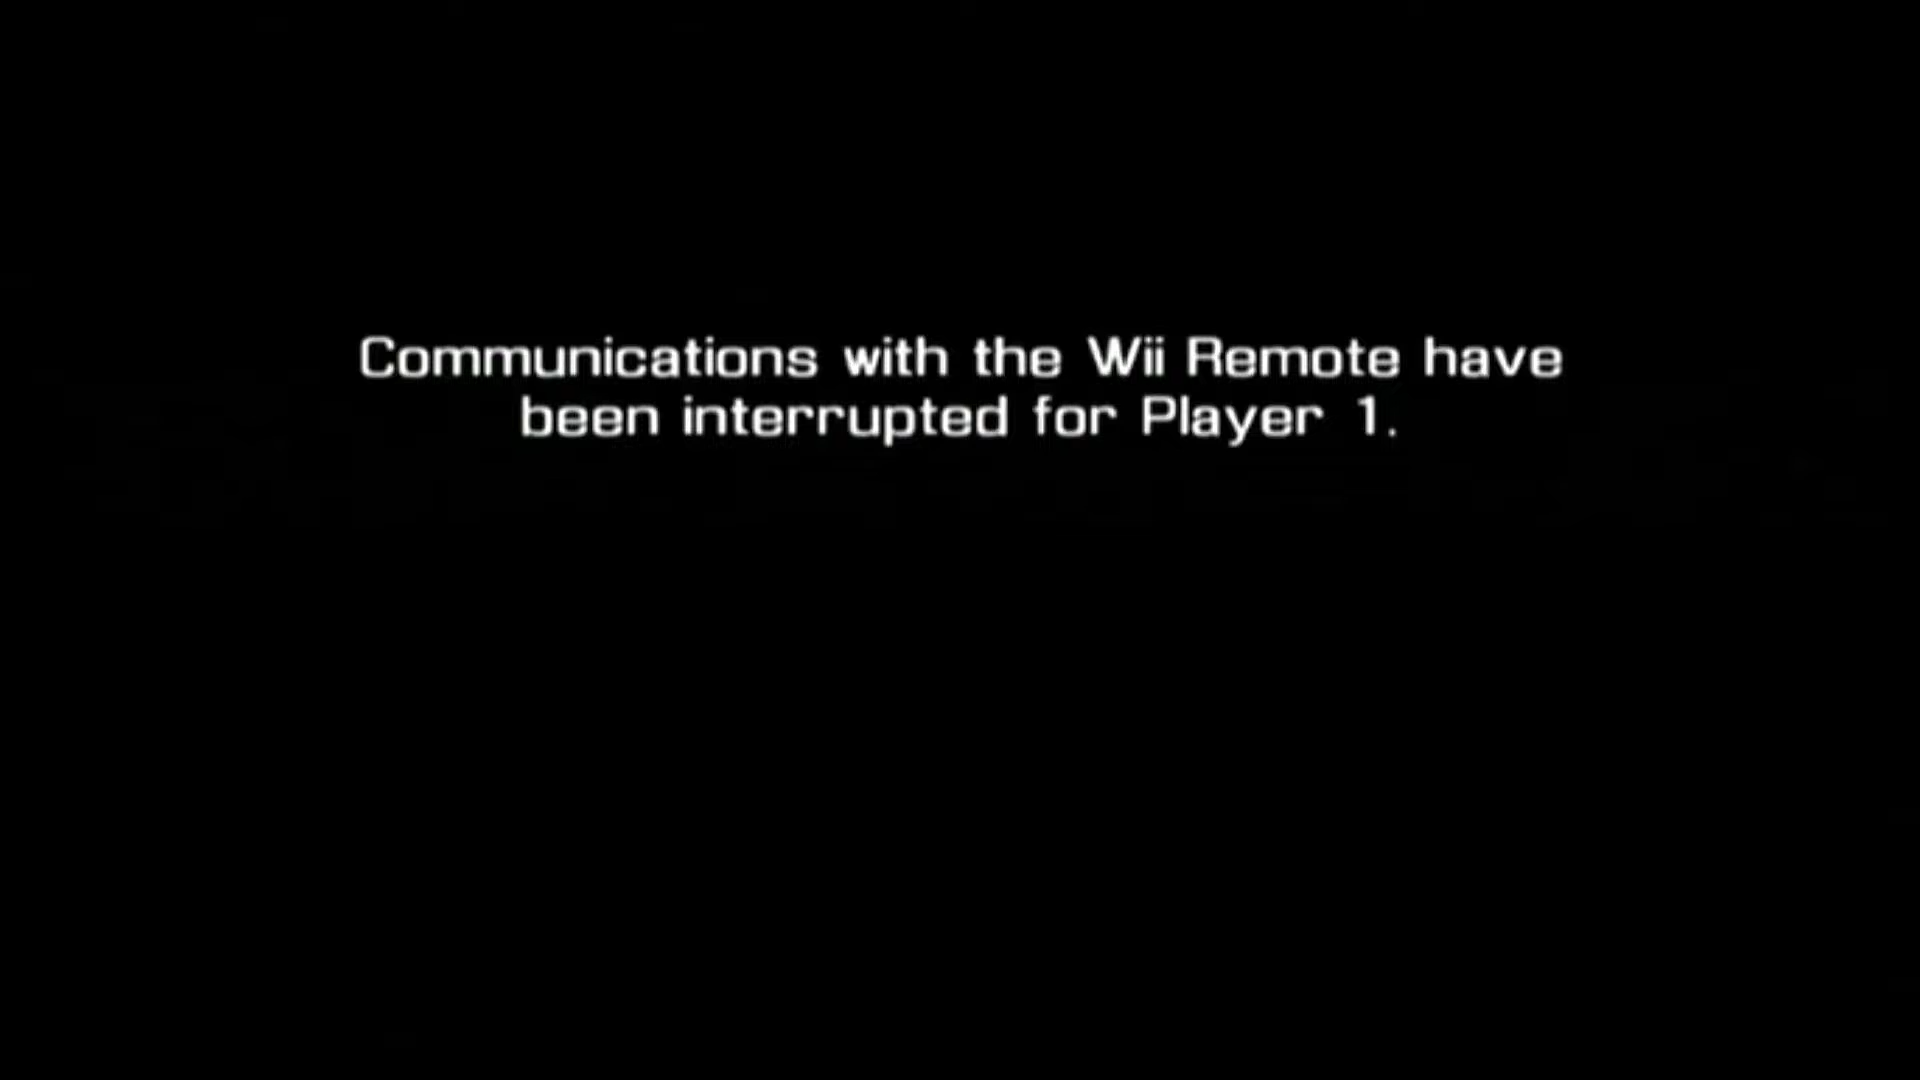 Communications with the Wii Remote have
been interrupted for Player 1.